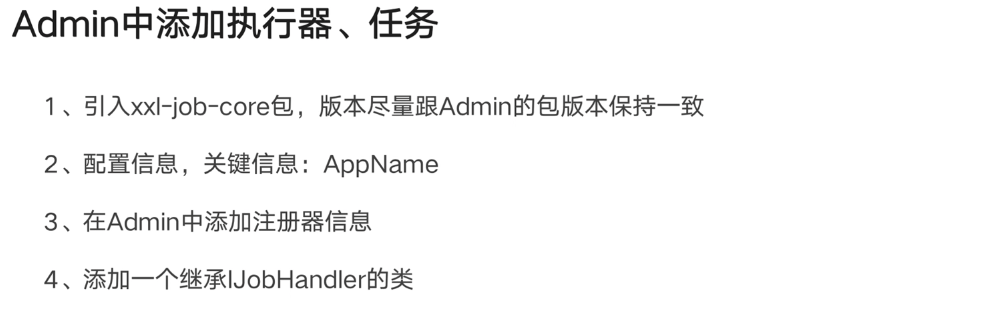 Admin中添加执行器、任务
1、引入xxl-job-core包，版本尽量跟Admin的包版本保持一致
2、配置信息，关键信息：AppName
3、在Admin中添加注册器信息
4、添加一个继承IJobHandler的类